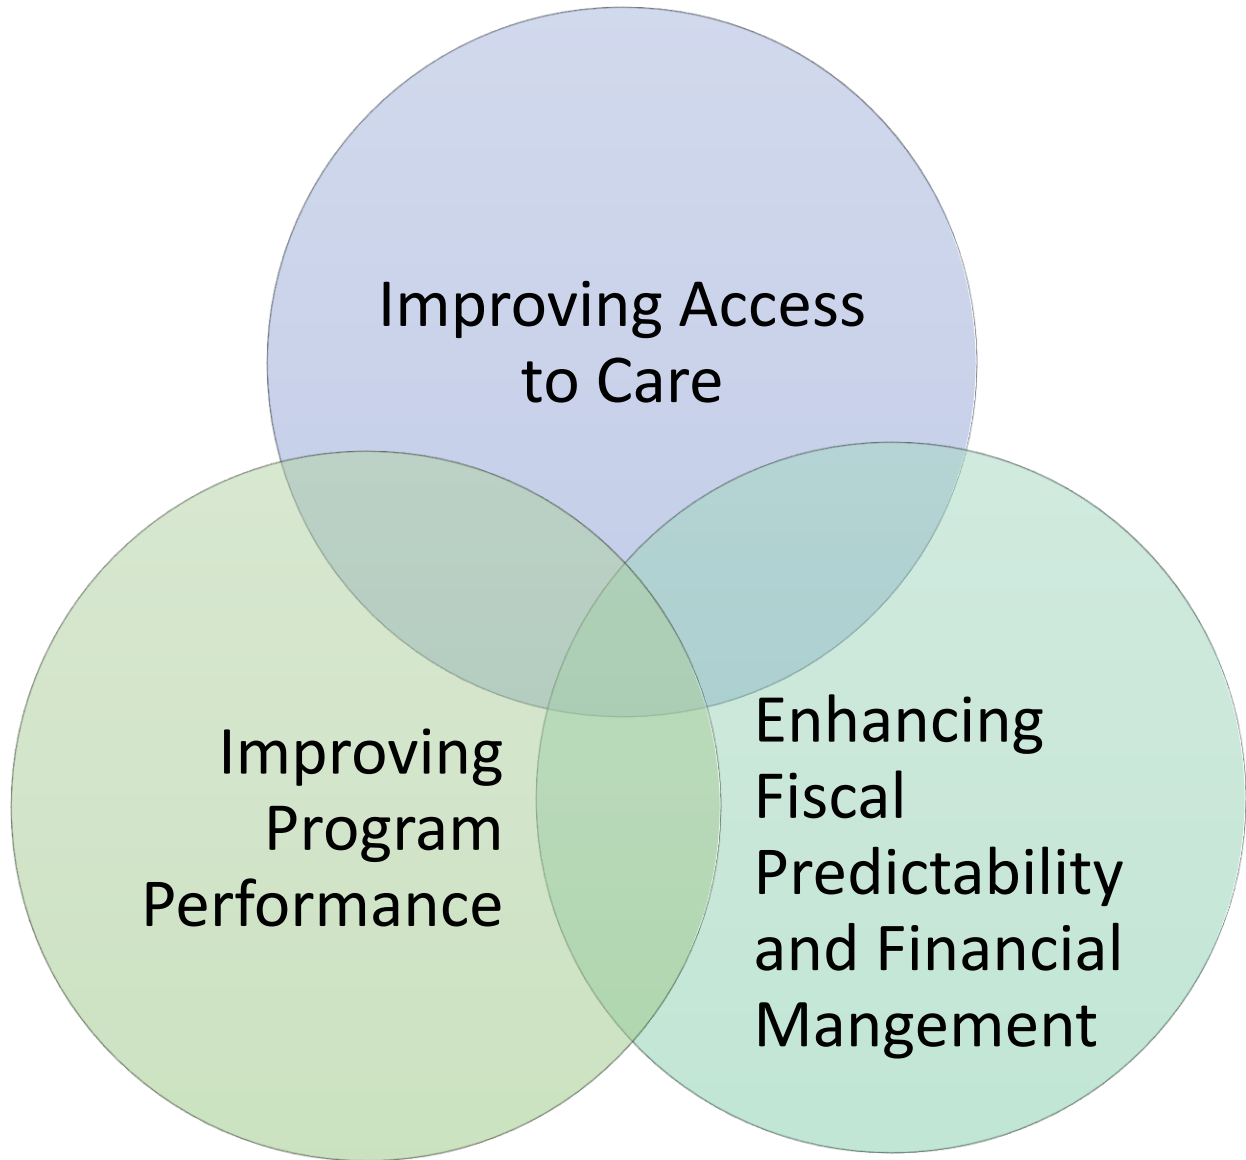 Improving Access
to Care
Improving
Program
Performance
Enhancing
Fiscal
Predictability
and Financial
Mangement